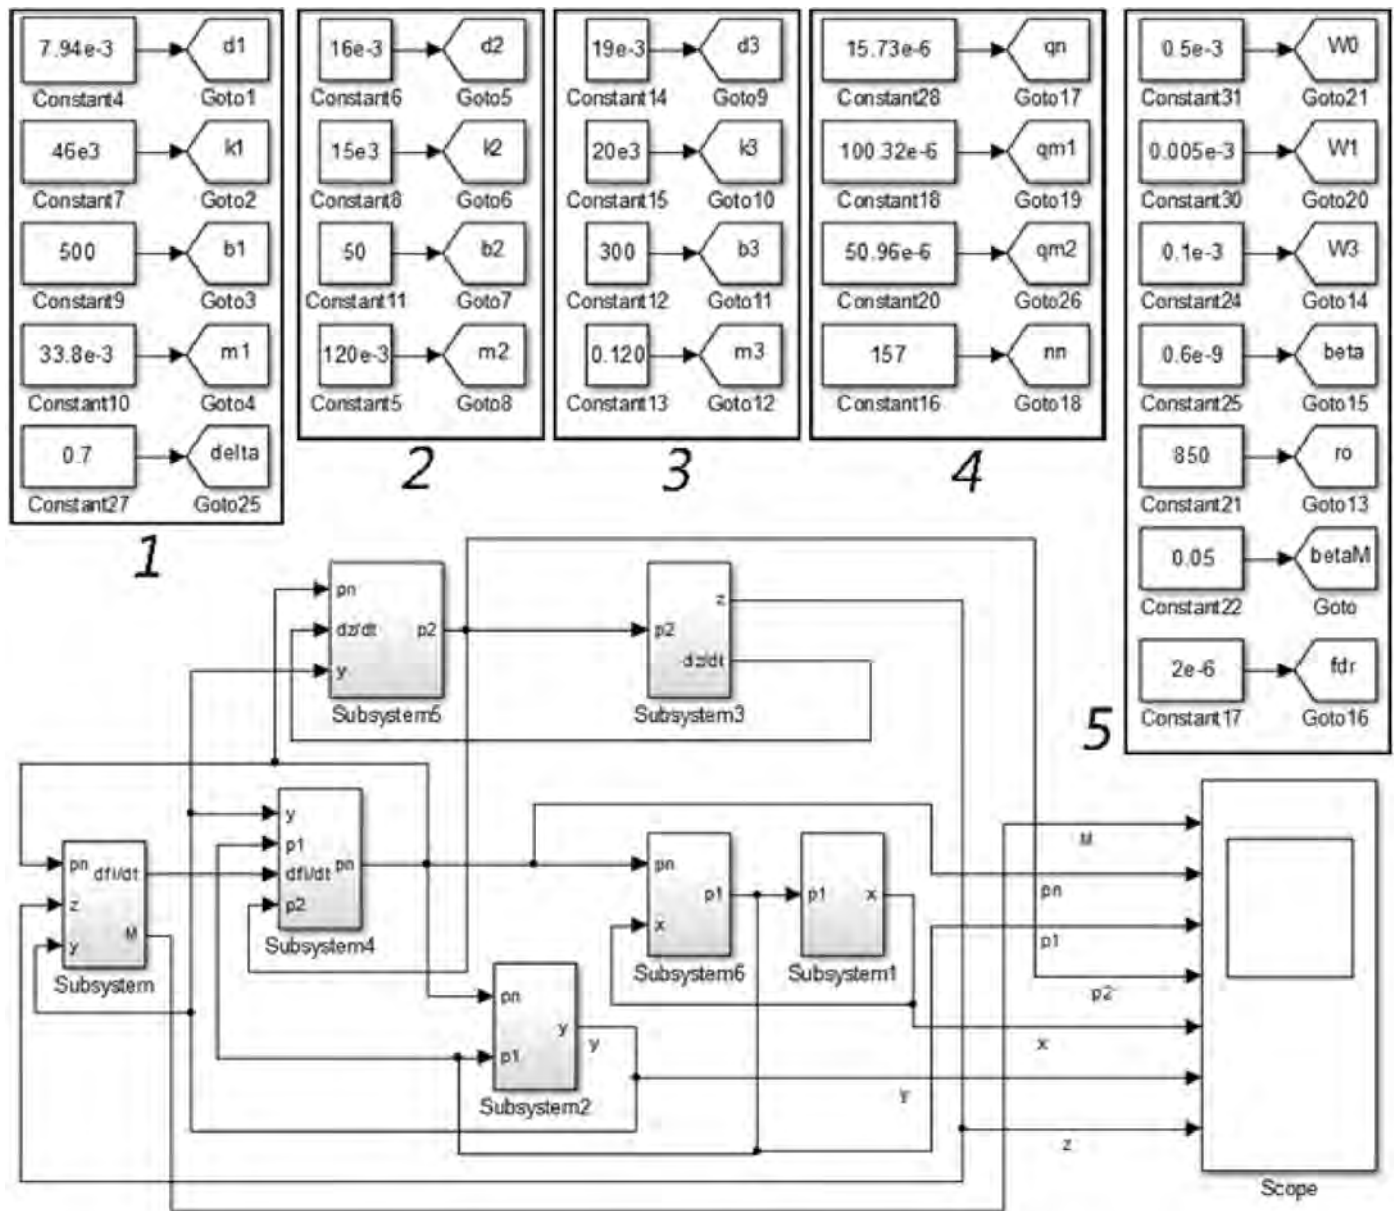 7.94e-3 d1
Constant4 Goto1
46e3 k1
Constant7 Goto2
500 b1
Constant9 Goto3
33.8e-3 m1
Constant10 Goto4
0.7 delta
Constant27 Goto25
1
16e-3 d2
Constant6 Goto5
15e3 k2
Constant8 Goto6
50 b2
Constant11 Goto7
120e-3 m2
Constant5 Goto8
2
19e-3 d3
Constant14 Goto9
20e3 k3
Constant15 Goto10
300 b3
Constant12 Goto11
0.120 m3
Constant13 Goto12
3
15.73e-6 qn
Constant28 Goto17
100.32e-6 qm1
Constant18 Goto19
50.96e-6 qm2
Constant20 Goto26
157 nn
Constant16 Goto18
4
0.5e-3 W0
Constant31 Goto21
0.005e-3 W1
Constant30 Goto20
0.1e-3 W3
Constant24 Goto14
0.6e-9 beta
Constant25 Goto15
850 ro
Constant21 Goto13
0.05 betaM
Constant22 Goto
2e-6 fdr
Constant17 Goto16
5
pn
dz/dt p2
y
Subsystem5
z
p2
dz/dt
Subsystem3
y
p1
dfi/dt pn
p2
Subsystem4
pn dfi/dt
z
y M
Subsystem
pn
p1 y
Subsystem2
y
pn
p1
x
Subsystem6
p1 x
Subsystem1
M
pn
p1
p2
x
Y
z
Scope